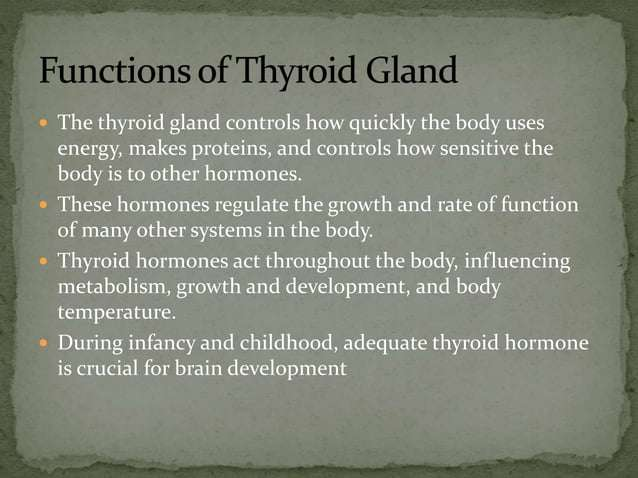 Functions of Thyroid Gland
• The thyroid gland controls how quickly the body uses
energy, makes proteins, and controls how sensitive the
body is to other hormones.
• These hormones regulate the growth and rate of function
of many other systems in the body.
• Thyroid hormones act throughout the body, influencing
metabolism, growth and development, and body
temperature.
• During infancy and childhood, adequate thyroid hormone
is crucial for brain development